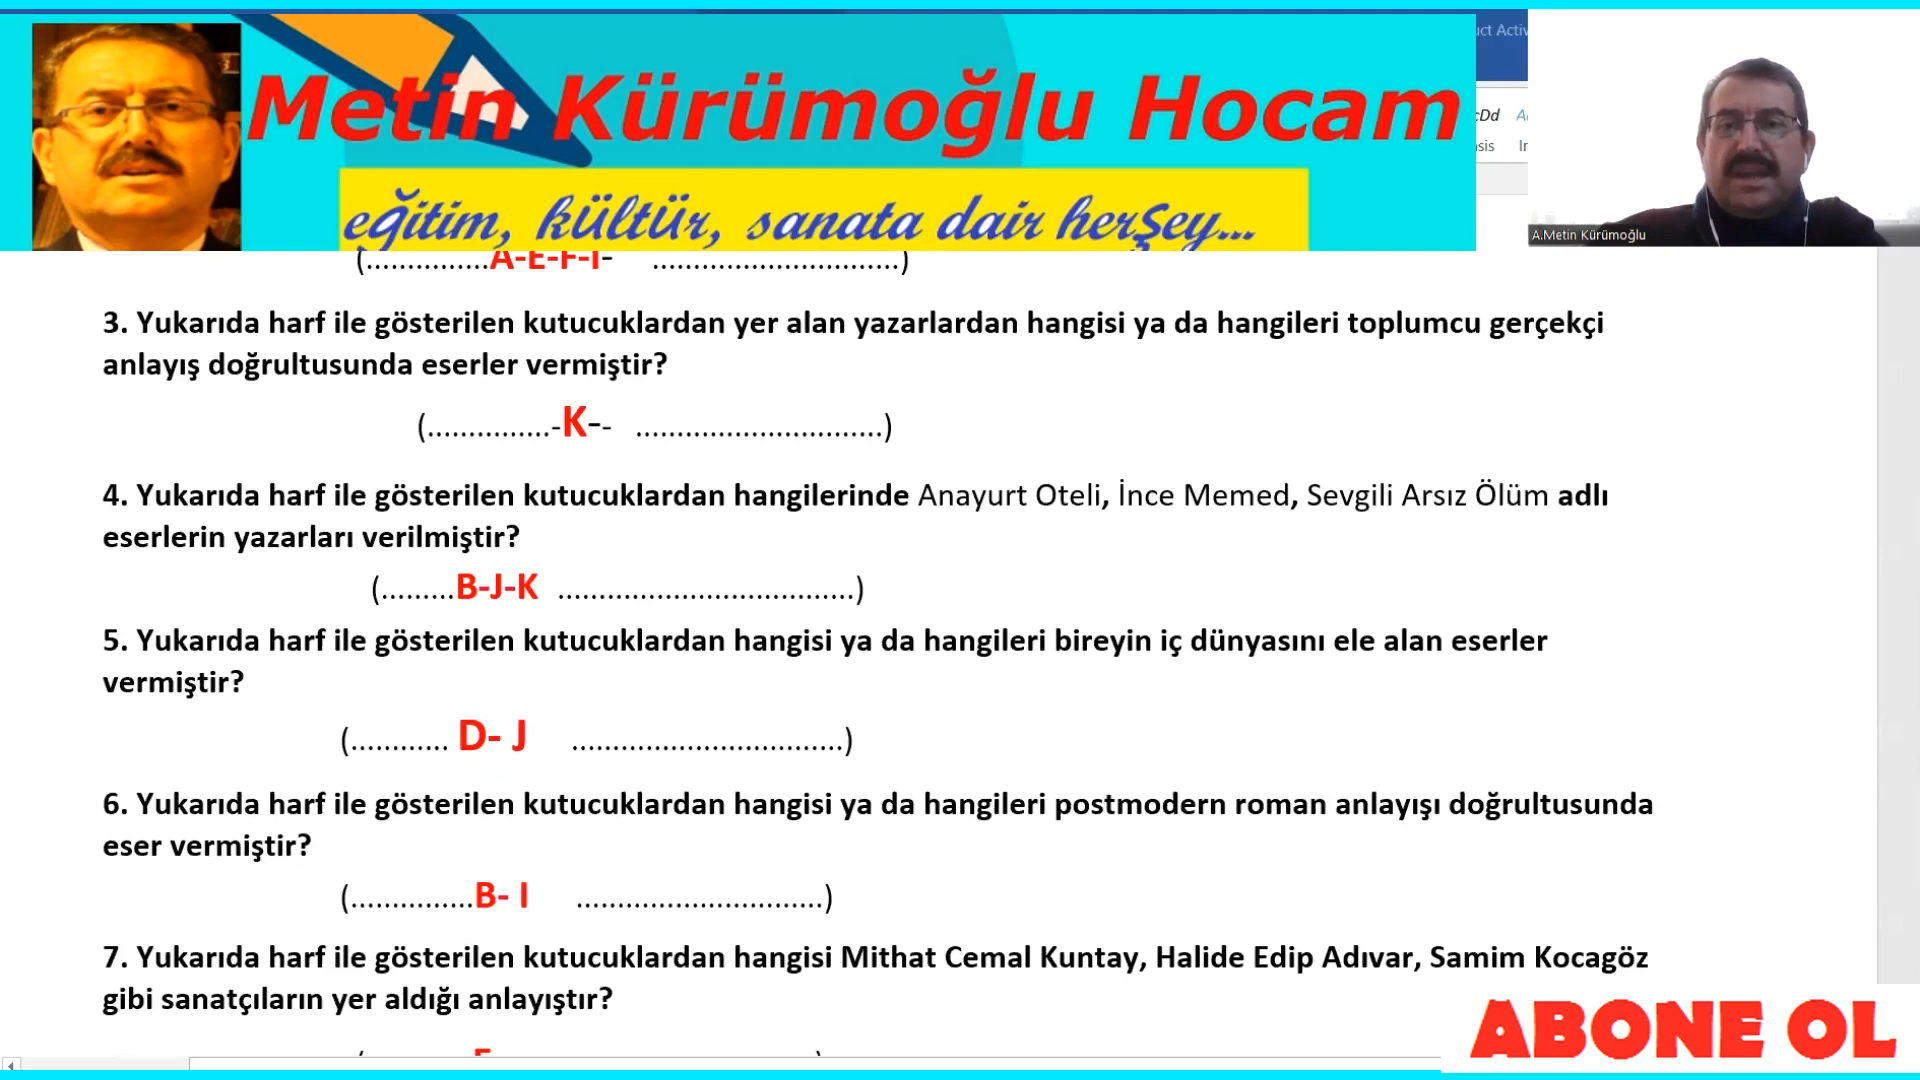 Metin Kürümoğlu Hocam
eğitim, kültür, sanata dair herşey...
A.Metin Kürümoğlu
(...............A-E-F-I- ..............................)
3. Yukarıda harf ile gösterilen kutucuklardan yer alan yazarlardan hangisi ya da hangileri toplumcu gerçekçi
anlayış doğrultusunda eserler vermiştir?
(...............-K-- ..............................)
4. Yukarıda harf ile gösterilen kutucuklardan hangilerinde Anayurt Oteli, İnce Memed, Sevgili Arsız Ölüm adlı
eserlerin yazarları verilmiştir?
(.........B-J-K ....................................)
5. Yukarıda harf ile gösterilen kutucuklardan hangisi ya da hangileri bireyin iç dünyasını ele alan eserler
vermiştir?
(............ D- J .................................)
6. Yukarıda harf ile gösterilen kutucuklardan hangisi ya da hangileri postmodern roman anlayışı doğrultusunda
eser vermiştir?
(...............B- I ..............................)
7. Yukarıda harf ile gösterilen kutucuklardan hangisi Mithat Cemal Kuntay, Halide Edip Adıvar, Samim Kocagöz
gibi sanatçıların yer aldığı anlayıştır?
ABONE OL